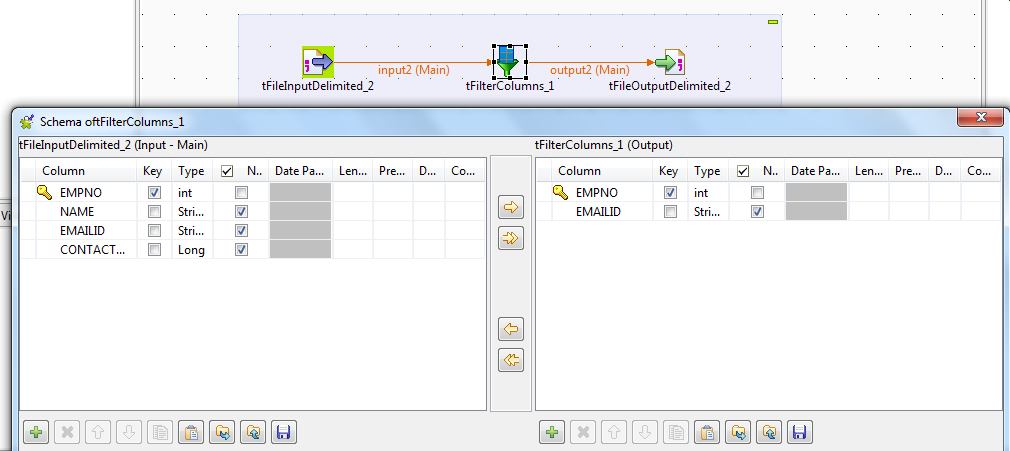 input2 (Main) output2 (Main)
tFileInputDelimited_2 tFilterColumns_1 tFileOutputDelimited_2
Schema oftFilterColumns_1
tFileInputDelimited_2 (Input - Main) tFilterColumns_1 (Output)
Column Key Type N.. Date Pa... Len... Pre... D... Co... Column Key Type N.. Date Pa... Len... Pre... D... Co...
EMPNO int EMPNO int
Vi NAME Stri... EMAILID Stri...
EMAILID Stri...
CONTACT... Long